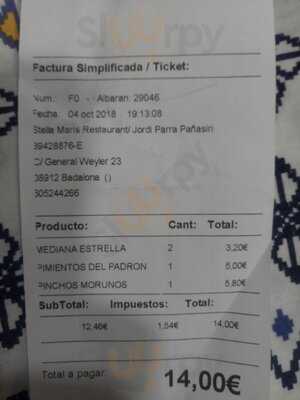 Factura Simplificada / Ticket:
Num.: F0 - Albaran: 29046
Fecha: 04 oct 2018 19:13:08
Stella Maris Restaurant/ Jordi Parra Pañasin
39428876-E
C/ General Weyler 23
08912 Badalona ()
605244266
Producto: Cant: Total:
MEDIANA ESTRELLA 2 3,20€
PIMIENTOS DEL PADRON 1 5,00€
PINCHOS MORUNOS 1 5,80€
SubTotal: Impuestos: Total:
12,46€ 1,54€ 14,00€
Total a pagar: 14,00€